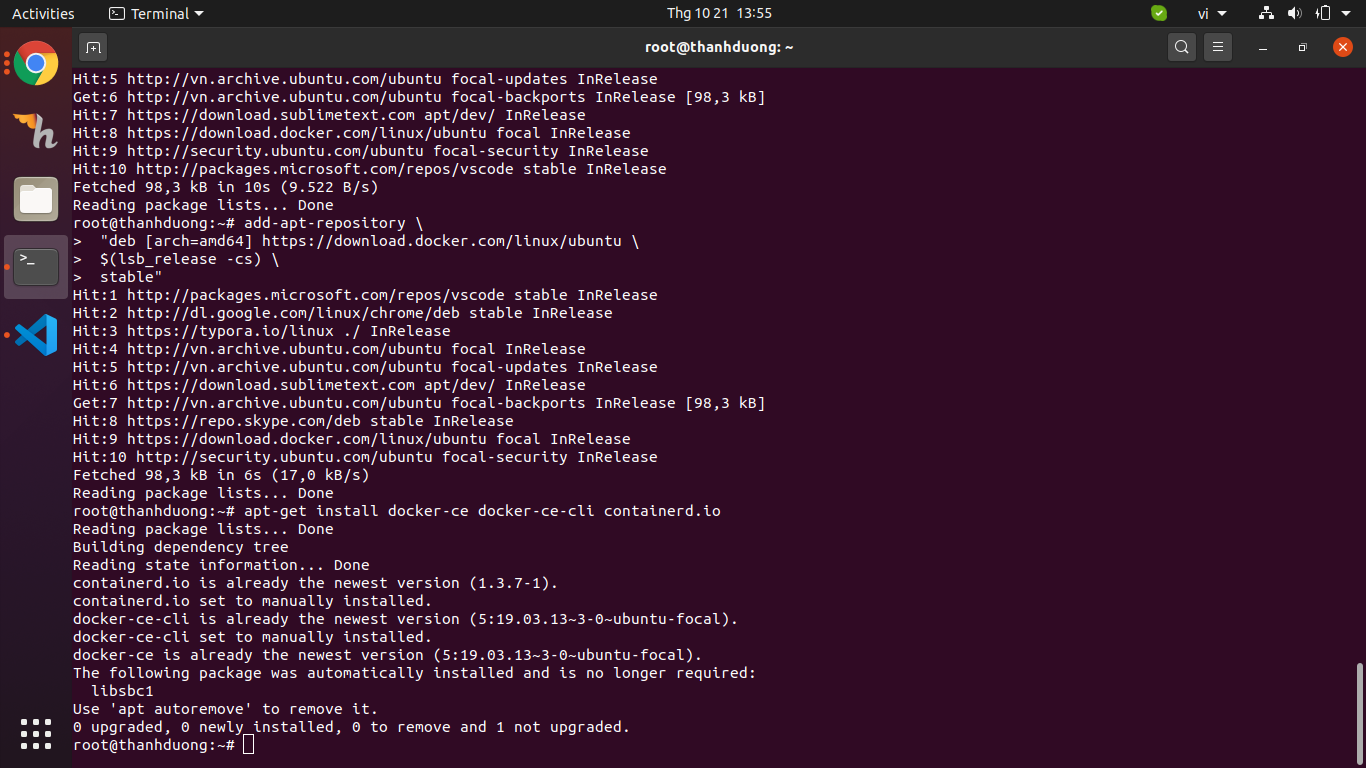 Activities
Terminal
Thg 10 21 13:55
vi
root@thanhduong: ~
Hit:5 http://vn.archive.ubuntu.com/ubuntu focal-updates InRelease
Get:6 http://vn.archive.ubuntu.com/ubuntu focal-backports InRelease [98,3 kB]
Hit:7 https://download.sublimetext.com apt/dev/ InRelease
Hit:8 https://download.docker.com/linux/ubuntu focal InRelease
Hit:9 http://security.ubuntu.com/ubuntu focal-security InRelease
Hit:10 http://packages.microsoft.com/repos/vscode stable InRelease
Fetched 98,3 kB in 10s (9.522 B/s)
Reading package lists... Done
root@thanhduong:~# add-apt-repository \
>  "deb [arch=amd64] https://download.docker.com/linux/ubuntu \
>  $(lsb_release -cs) \
>  stable"
Hit:1 http://packages.microsoft.com/repos/vscode stable InRelease
Hit:2 http://dl.google.com/linux/chrome/deb stable InRelease
Hit:3 https://typora.io/linux ./ InRelease
Hit:4 http://vn.archive.ubuntu.com/ubuntu focal InRelease
Hit:5 http://vn.archive.ubuntu.com/ubuntu focal-updates InRelease
Hit:6 https://download.sublimetext.com apt/dev/ InRelease
Get:7 http://vn.archive.ubuntu.com/ubuntu focal-backports InRelease [98,3 kB]
Hit:8 https://repo.skype.com/deb stable InRelease
Hit:9 https://download.docker.com/linux/ubuntu focal InRelease
Hit:10 http://security.ubuntu.com/ubuntu focal-security InRelease
Fetched 98,3 kB in 6s (17,0 kB/s)
Reading package lists... Done
root@thanhduong:~# apt-get install docker-ce docker-ce-cli containerd.io
Reading package lists... Done
Building dependency tree
Reading state information... Done
containerd.io is already the newest version (1.3.7-1).
containerd.io set to manually installed.
docker-ce-cli is already the newest version (5:19.03.13~3-0~ubuntu-focal).
docker-ce-cli set to manually installed.
docker-ce is already the newest version (5:19.03.13~3-0~ubuntu-focal).
The following package was automatically installed and is no longer required:
  libsbc1
Use 'apt autoremove' to remove it.
0 upgraded, 0 newly installed, 0 to remove and 1 not upgraded.
root@thanhduong:~#